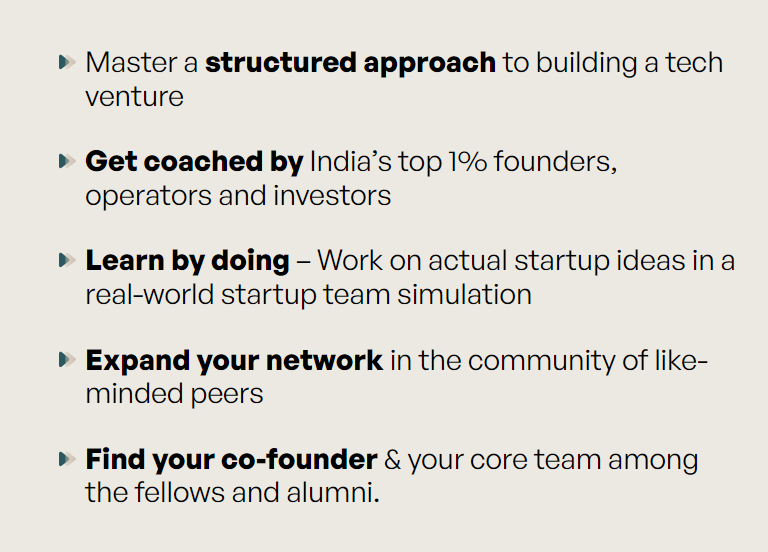 Master a structured approach to building a tech
venture
Get coached by India’s top 1% founders,
operators and investors
Learn by doing – Work on actual startup ideas in a
real-world startup team simulation
Expand your network in the community of like-
minded peers
Find your co-founder & your core team among
the fellows and alumni.